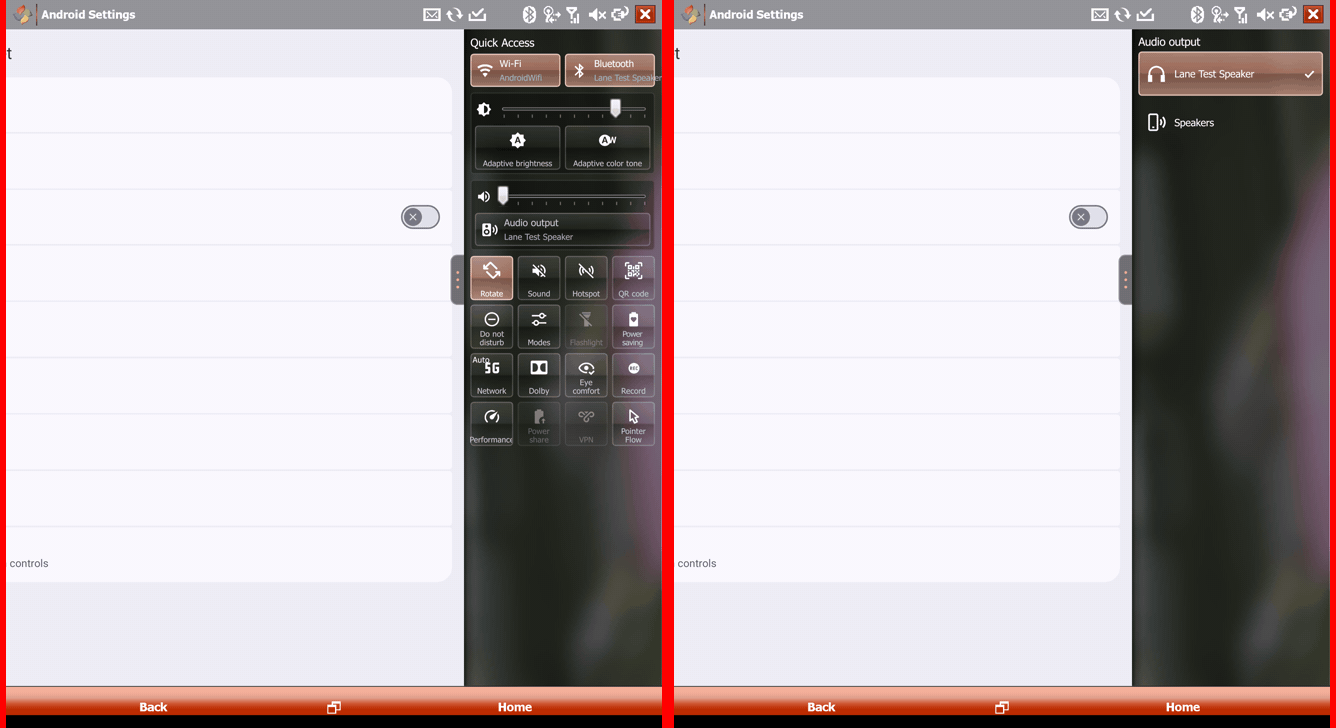 Android Settings
t
controls
Quick Access
Wi-Fi
AndroidWifi
Bluetooth
Lane Test Speaker
Adaptive brightness
Adaptive color tone
Audio output
Lane Test Speaker
Rotate
Sound
Hotspot
QR code
Do not
disturb
Modes
Flashlight
Power
saving
Auto
5G
Network
Dolby
Eye
comfort
REC
Record
Performance
Power
share
VPN
Pointer
Flow
Back
Home
Android Settings
t
controls
Audio output
Lane Test Speaker
Speakers
Back
Home